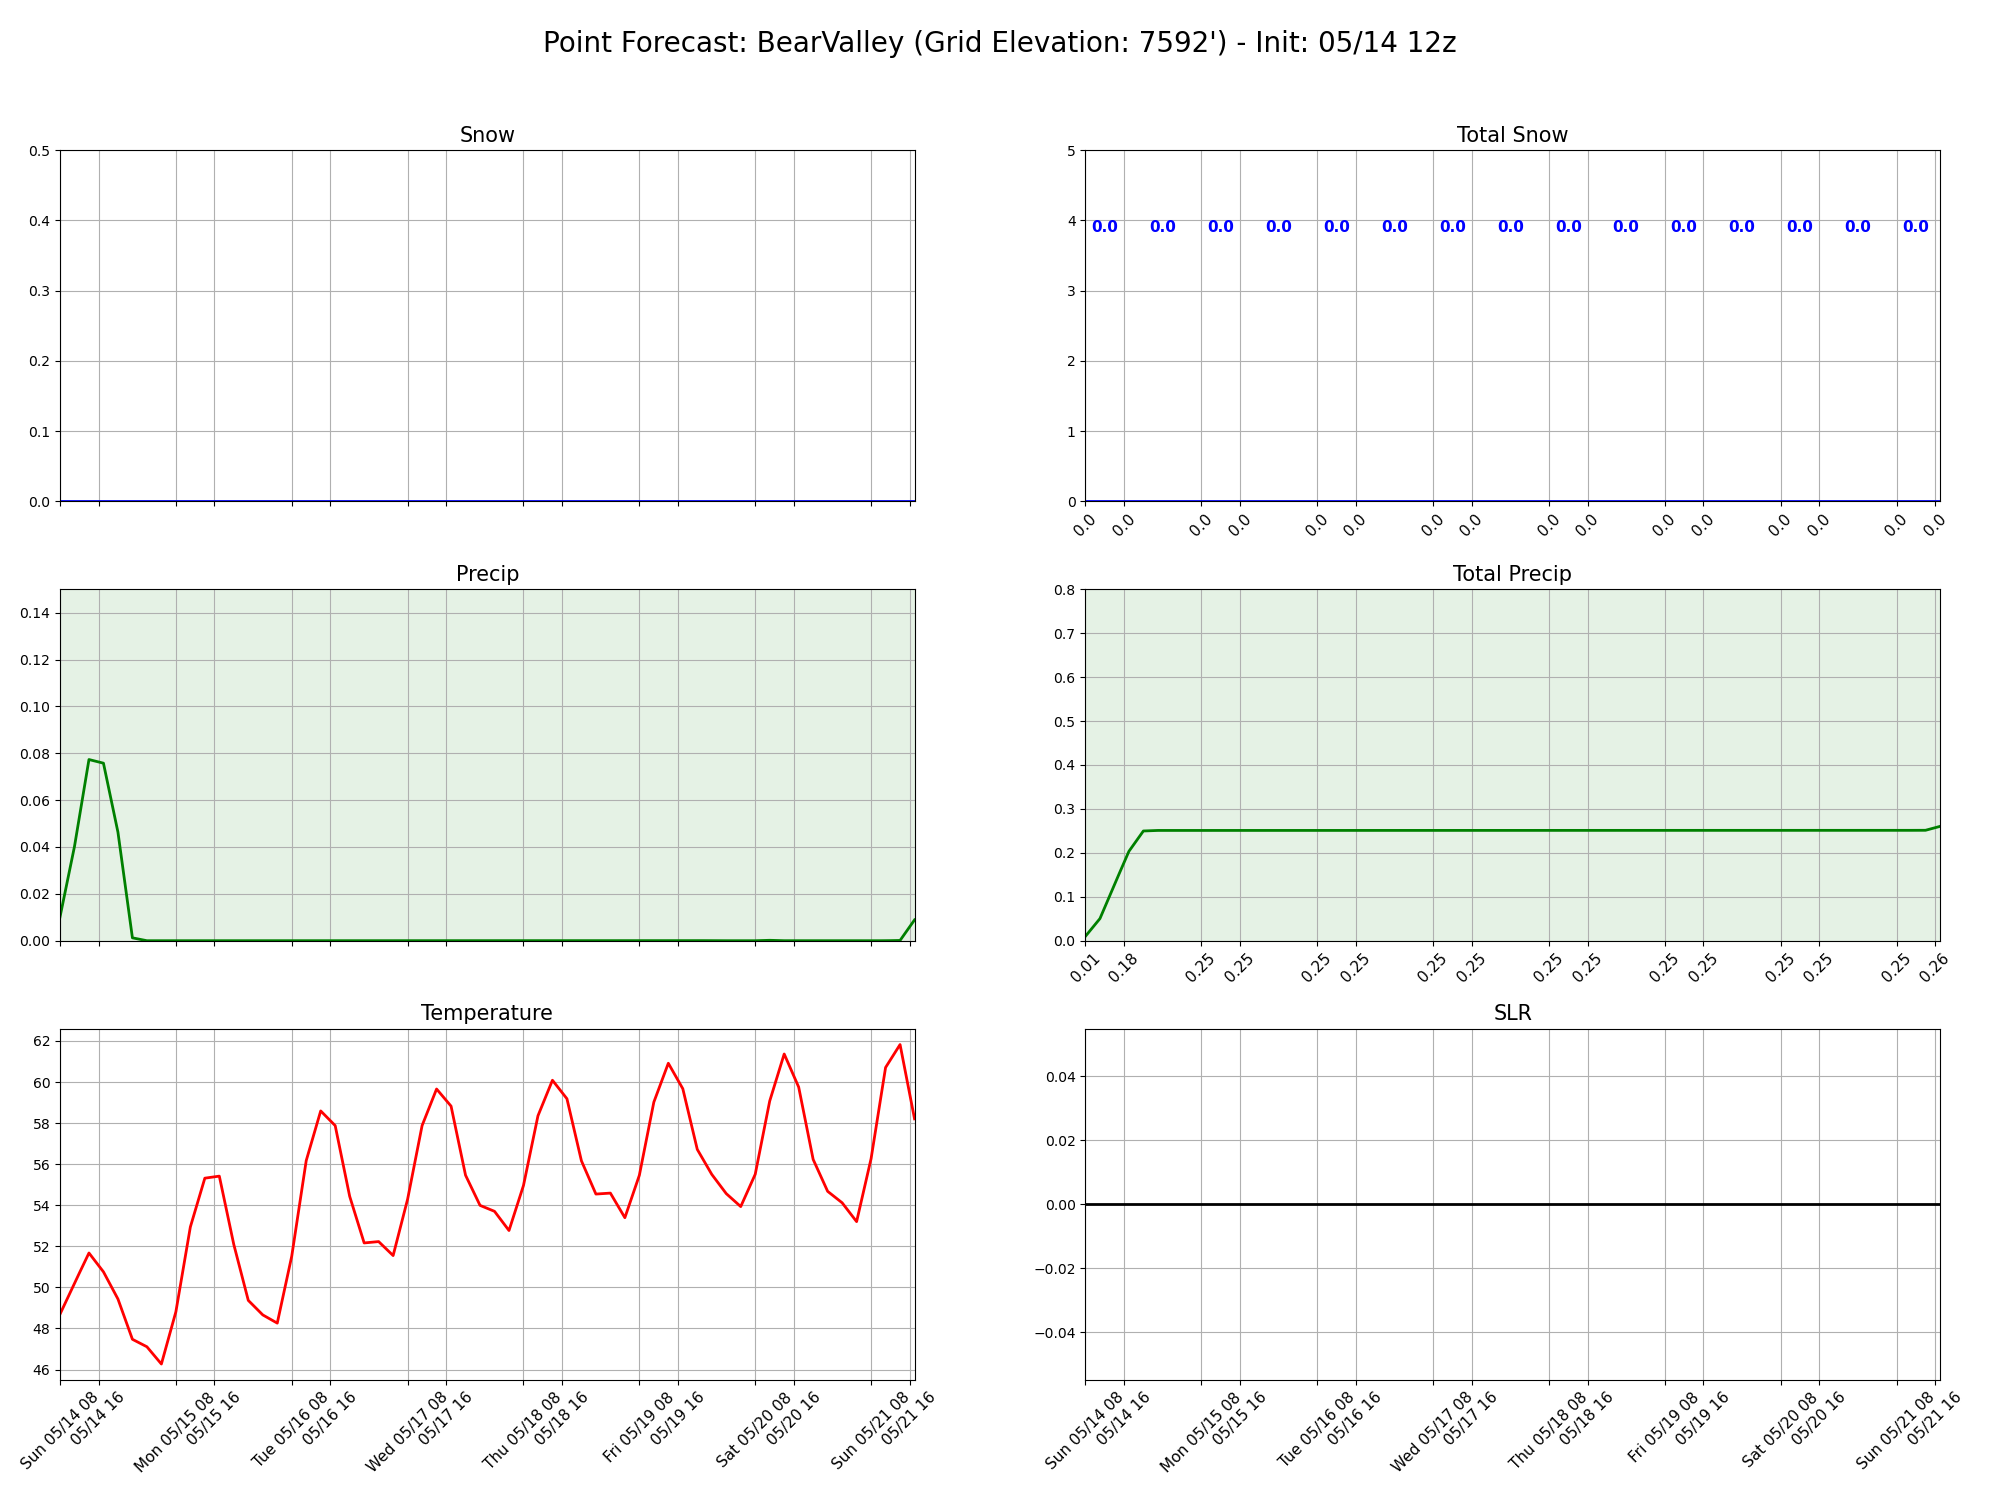 Point Forecast: BearValley (Grid Elevation: 7592') - Init: 05/14 12z
Snow
0.5
0.4
0.3
0.2
0.1
0.0
Total Snow
5
4
3
2
1
0
0.0 0.0 0.0 0.0 0.0 0.0 0.0 0.0 0.0 0.0 0.0 0.0 0.0 0.0 0.0
0.0 0.0 0.0 0.0 0.0 0.0 0.0 0.0 0.0 0.0 0.0 0.0 0.0 0.0 0.0 0.0
Precip
0.14
0.12
0.10
0.08
0.06
0.04
0.02
0.00
Total Precip
0.8
0.7
0.6
0.5
0.4
0.3
0.2
0.1
0.0
0.01 0.18 0.25 0.25 0.25 0.25 0.25 0.25 0.25 0.25 0.25 0.25 0.25 0.25 0.25 0.26
Temperature
62
60
58
56
54
52
50
48
46
Sun 05/14 08
05/14 16
Mon 05/15 08
05/15 16
Tue 05/16 08
05/16 16
Wed 05/17 08
05/17 16
Thu 05/18 08
05/18 16
Fri 05/19 08
05/19 16
Sat 05/20 08
05/20 16
Sun 05/21 08
05/21 16
SLR
0.04
0.02
0.00
−0.02
−0.04
Sun 05/14 08
05/14 16
Mon 05/15 08
05/15 16
Tue 05/16 08
05/16 16
Wed 05/17 08
05/17 16
Thu 05/18 08
05/18 16
Fri 05/19 08
05/19 16
Sat 05/20 08
05/20 16
Sun 05/21 08
05/21 16